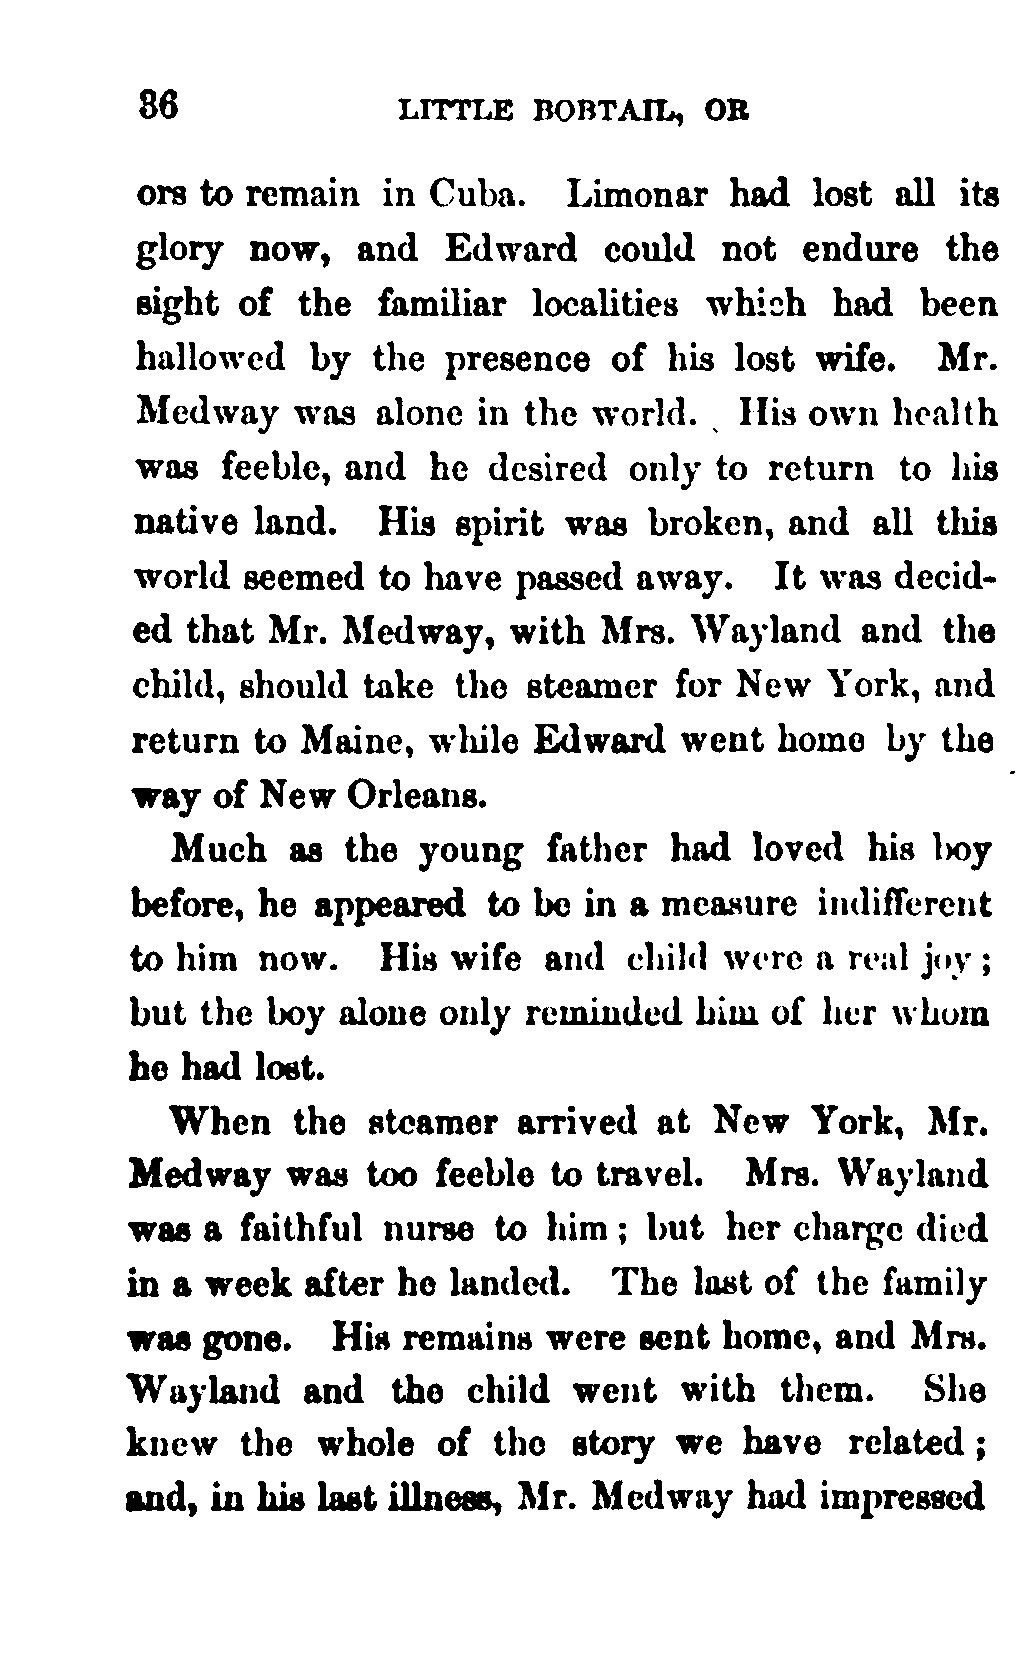 36 LITTLE BOBTAIL, OR
ors to remain in Cuba. Limonar had lost all its
glory now, and Edward could not endure the
sight of the familiar localities which had been
hallowed by the presence of his lost wife. Mr.
Medway was alone in the world. His own health
was feeble, and he desired only to return to his
native land. His spirit was broken, and all this
world seemed to have passed away. It was decid-
ed that Mr. Medway, with Mrs. Wayland and the
child, should take the steamer for New York, and
return to Maine, while Edward went home by the
way of New Orleans.
Much as the young father had loved his boy
before, he appeared to be in a measure indifferent
to him now. His wife and child were a real joy;
but the boy alone only reminded him of her whom
he had lost.
When the steamer arrived at New York, Mr.
Medway was too feeble to travel. Mrs. Wayland
was a faithful nurse to him; but her charge died
in a week after he landed. The last of the family
was gone. His remains were sent home, and Mrs.
Wayland and the child went with them. She
knew the whole of the story we have related;
and, in his last illness, Mr. Medway had impressed